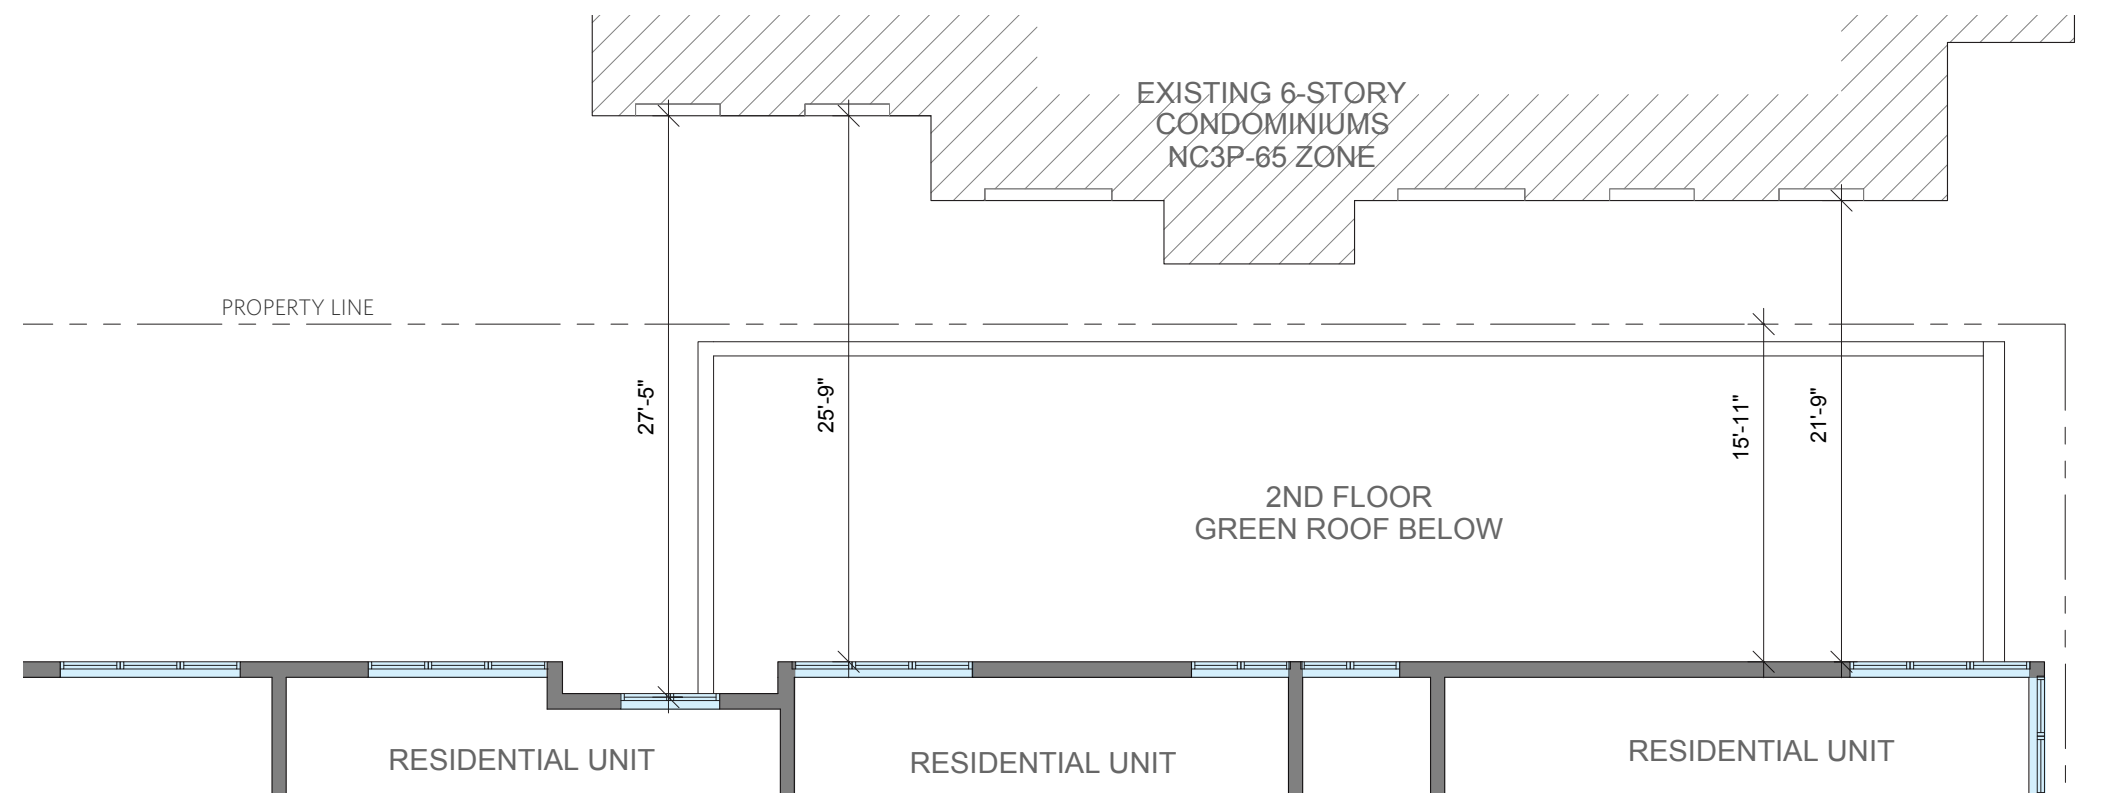 EXISTING 6-STORY
CONDOMINIUMS
NC3P-65 ZONE
PROPERTY LINE
27'-5"
25'-9"
15'-11"
21'-9"
2ND FLOOR
GREEN ROOF BELOW
RESIDENTIAL UNIT
RESIDENTIAL UNIT
RESIDENTIAL UNIT